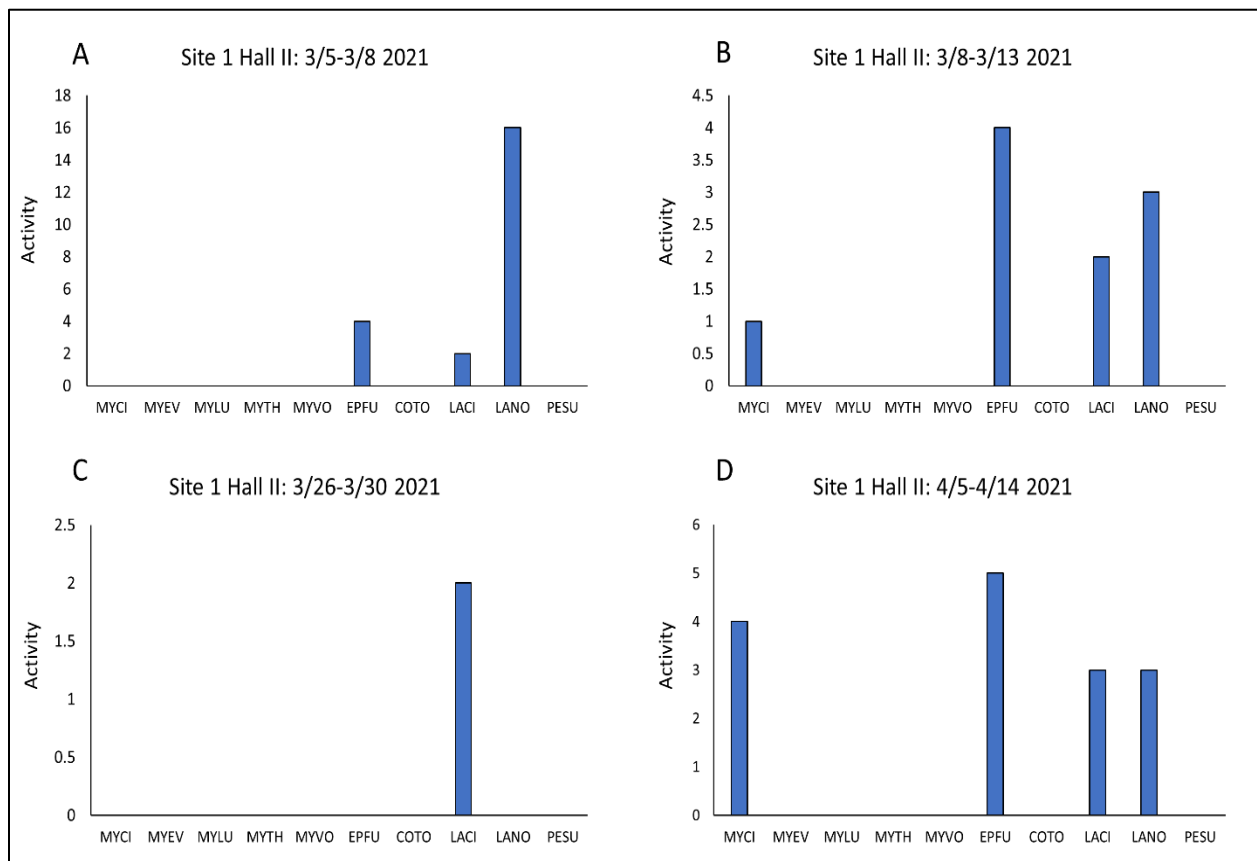 A
Site 1 Hall II: 3/5-3/8 2021
Activity
18
16
14
12
10
8
6
4
2
0
MYCI MYEV MYLU MYTH MYVO EPFU COTO LACI LANO PESU
B
Site 1 Hall II: 3/8-3/13 2021
Activity
4.5
4
3.5
3
2.5
2
1.5
1
0.5
0
MYCI MYEV MYLU MYTH MYVO EPFU COTO LACI LANO PESU
C
Site 1 Hall II: 3/26-3/30 2021
Activity
2.5
2
1.5
1
0.5
0
MYCI MYEV MYLU MYTH MYVO EPFU COTO LACI LANO PESU
D
Site 1 Hall II: 4/5-4/14 2021
Activity
6
5
4
3
2
1
0
MYCI MYEV MYLU MYTH MYVO EPFU COTO LACI LANO PESU